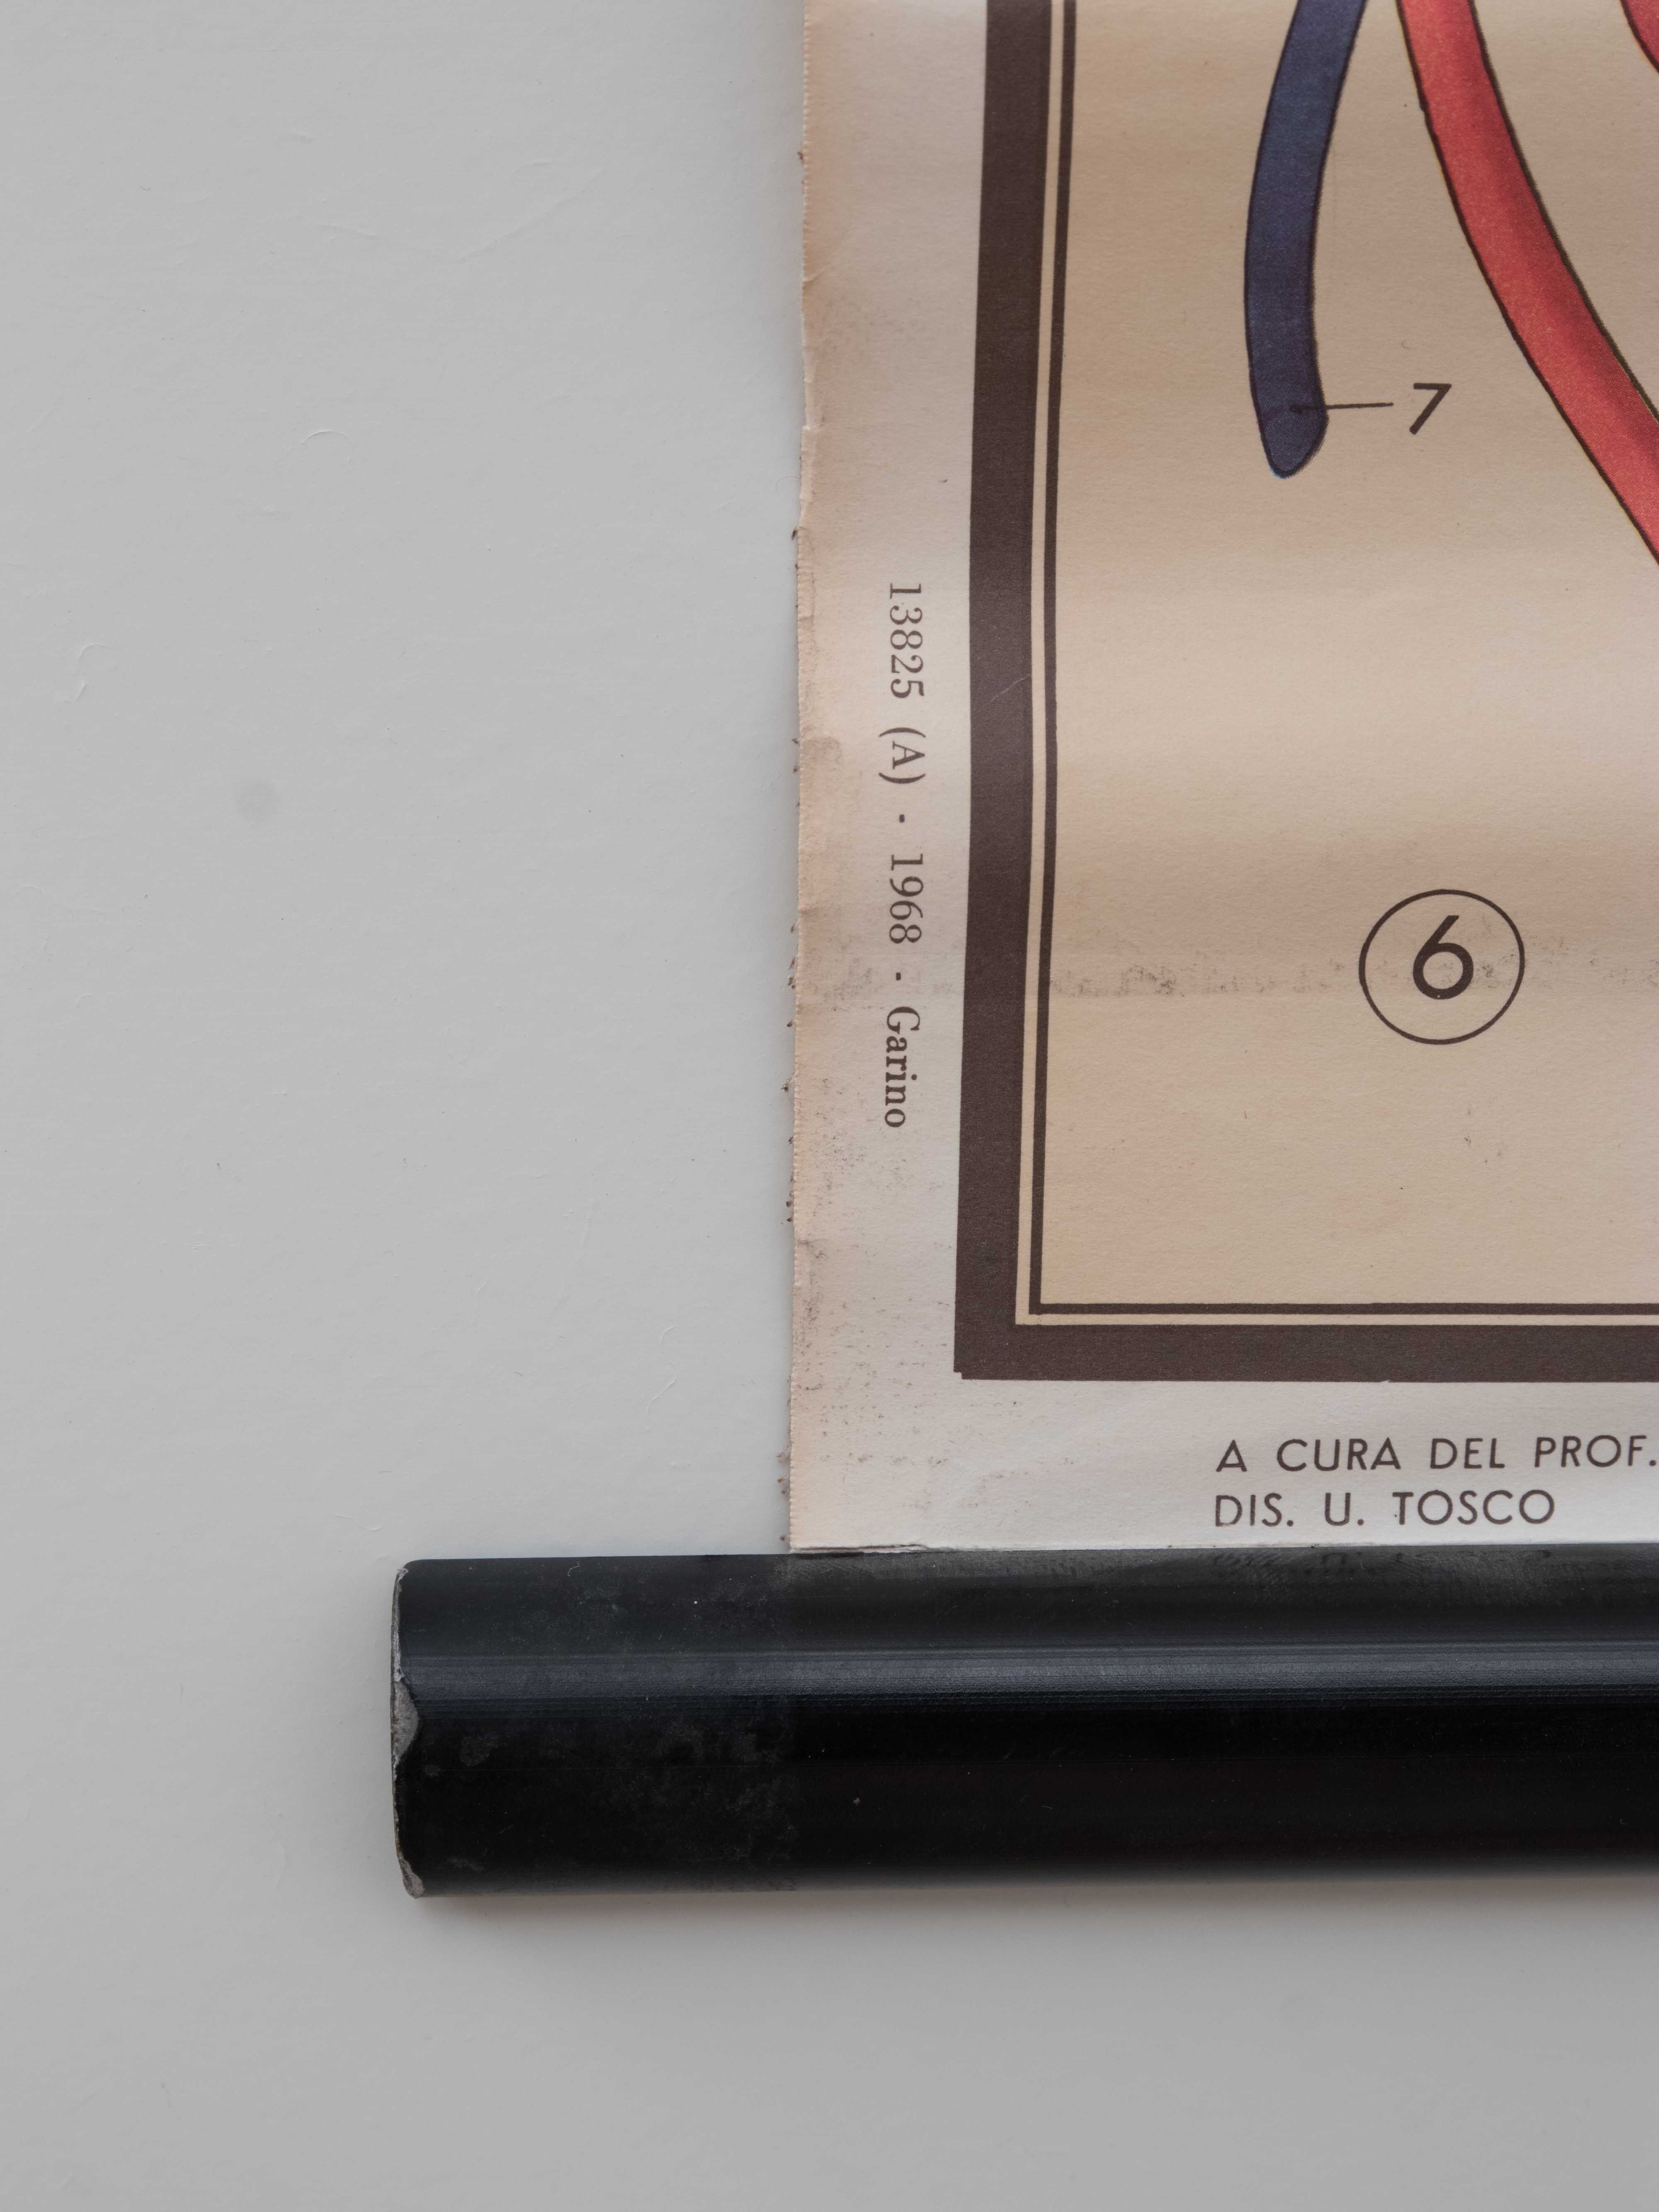 7
13825 (A) · 1968 - Garino
6
A CURA DEL PROF.
DIS. U. TOSCO